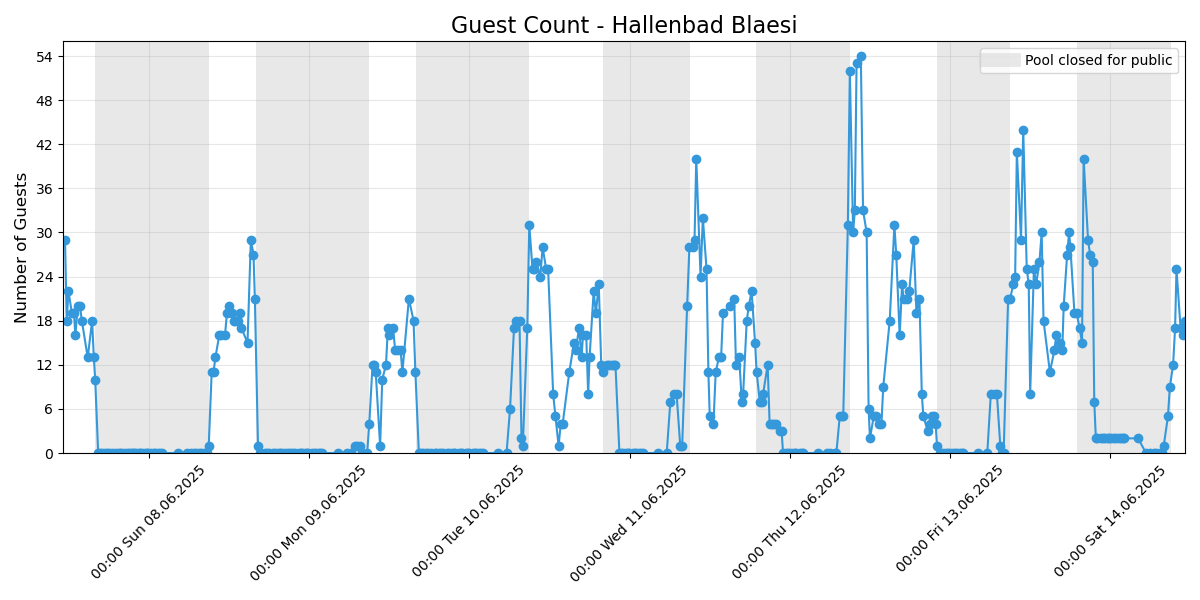 Guest Count - Hallenbad Blaesi
Pool closed for public
Number of Guests
54
48
42
36
30
24
18
12
6
0
00:00 Sun 08.06.2025
00:00 Mon 09.06.2025
00:00 Tue 10.06.2025
00:00 Wed 11.06.2025
00:00 Thu 12.06.2025
00:00 Fri 13.06.2025
00:00 Sat 14.06.2025